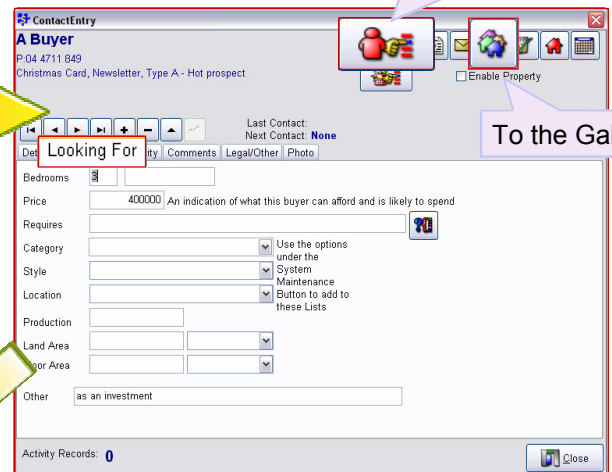 ContactEntry
A Buyer
P:04 4711 849
Christmas Card, Newsletter, Type A - Hot prospect
Enable Property
Last Contact:
Next Contact: None
To the Gal
Looking For
Comments
Legal/Other
Photo
Bedrooms 3
Price 400000 An indication of what this buyer can afford and is likely to spend
Requires
Category
Use the options
under the
System
Maintenance
Button to add to
these Lists
Style
Location
Production
Land Area
oor Area
Other as an investment
Activity Records: 0
Close